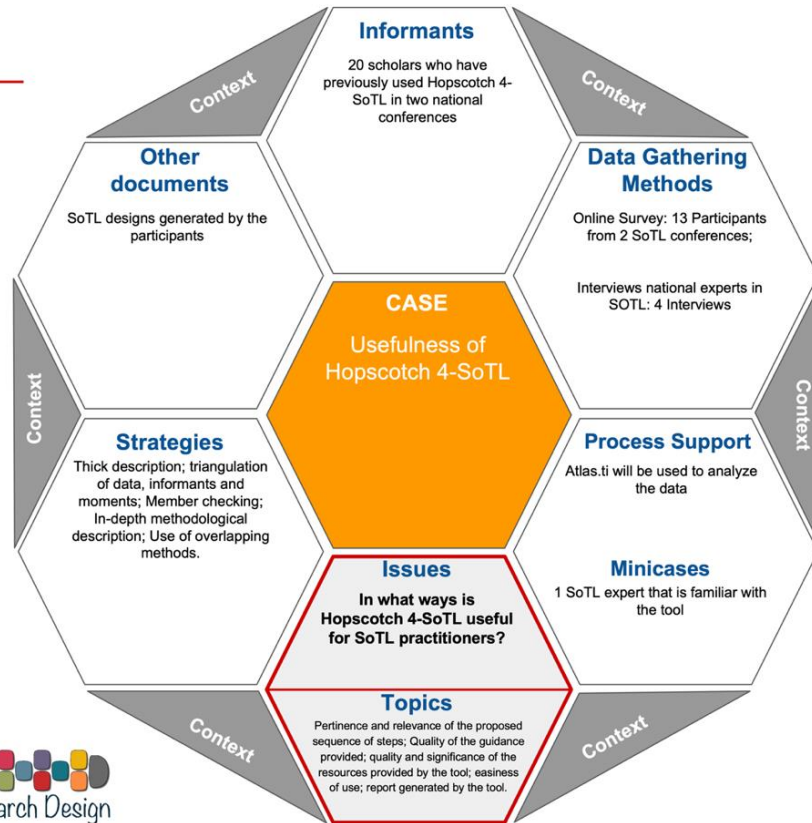 Informants
20 scholars who have
previously used Hopscotch 4-
SoTL in two national
conferences
Context
Context
Other
documents
SoTL designs generated by the
participants
Data Gathering
Methods
Online Survey: 13 Participants
from 2 SoTL conferences;
Interviews national experts in
SOTL: 4 Interviews
CASE
Usefulness of
Hopscotch 4-SoTL
Context
Context
Strategies
Thick description; triangulation
of data, informants and
moments; Member checking;
In-depth methodological
description; Use of overlapping
methods.
Process Support
Atlas.ti will be used to analyze
the data
Minicases
1 SoTL expert that is familiar with
the tool
Issues
In what ways is
Hopscotch 4-SoTL useful
for SoTL practitioners?
Topics
Pertinence and relevance of the proposed
sequence of steps; Quality of the guidance
provided; quality and significance of the
resources provided by the tool; easiness
of use; report generated by the tool.
Context
Context
arch Design